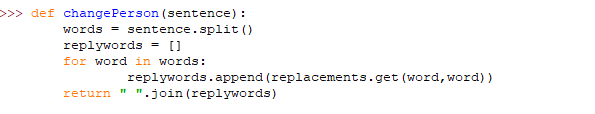 >>> def changePerson(sentence):
        words = sentence.split()
        replywords = []
        for word in words:
                replywords.append(replacements.get(word,word))
        return " ".join(replywords)